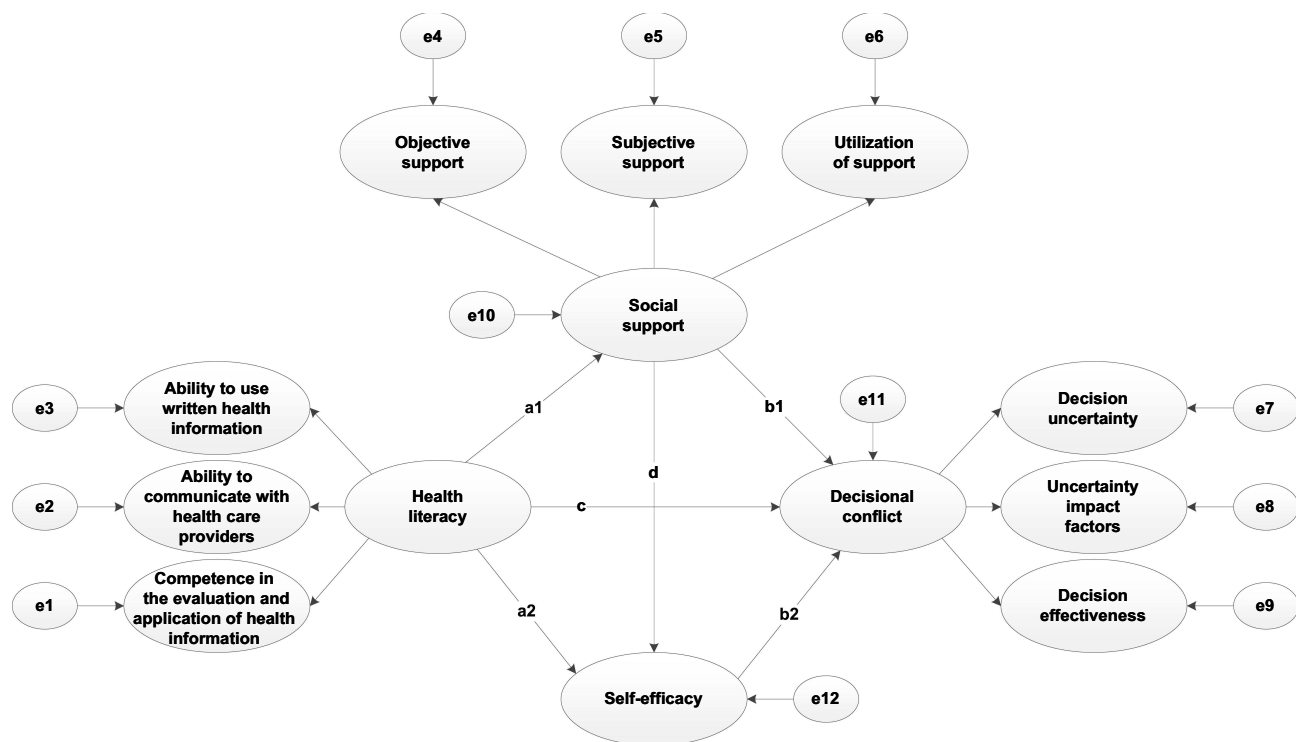 e4
e5
e6
Objective
support
Subjective
support
Utilization
of support
e10
Social
support
e3
Ability to use
written health
information
a1
b1
e11
Decision
uncertainty
e7
e2
Ability to
communicate with
health care
providers
Health
literacy
c
d
Decisional
conflict
Uncertainty
impact
factors
e8
e1
Competence in
the evaluation and
application of health
information
a2
b2
Decision
effectiveness
e9
Self-efficacy
e12